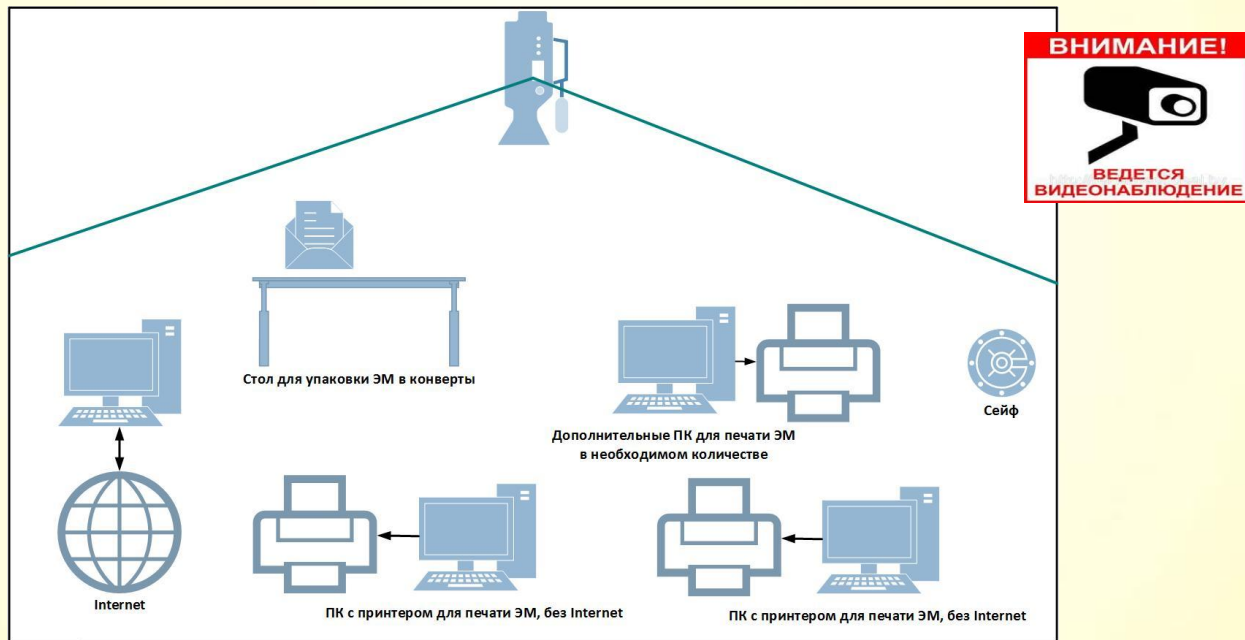 ВНИМАНИЕ!
ВЕДЕТСЯ
ВИДЕОНАБЛЮДЕНИЕ
Стол для упаковки ЭМ в конверты
Сейф
Дополнительные ПК для печати ЭМ
в необходимом количестве
Internet
ПК с принтером для печати ЭМ, без Internet
ПК с принтером для печати ЭМ, без Internet